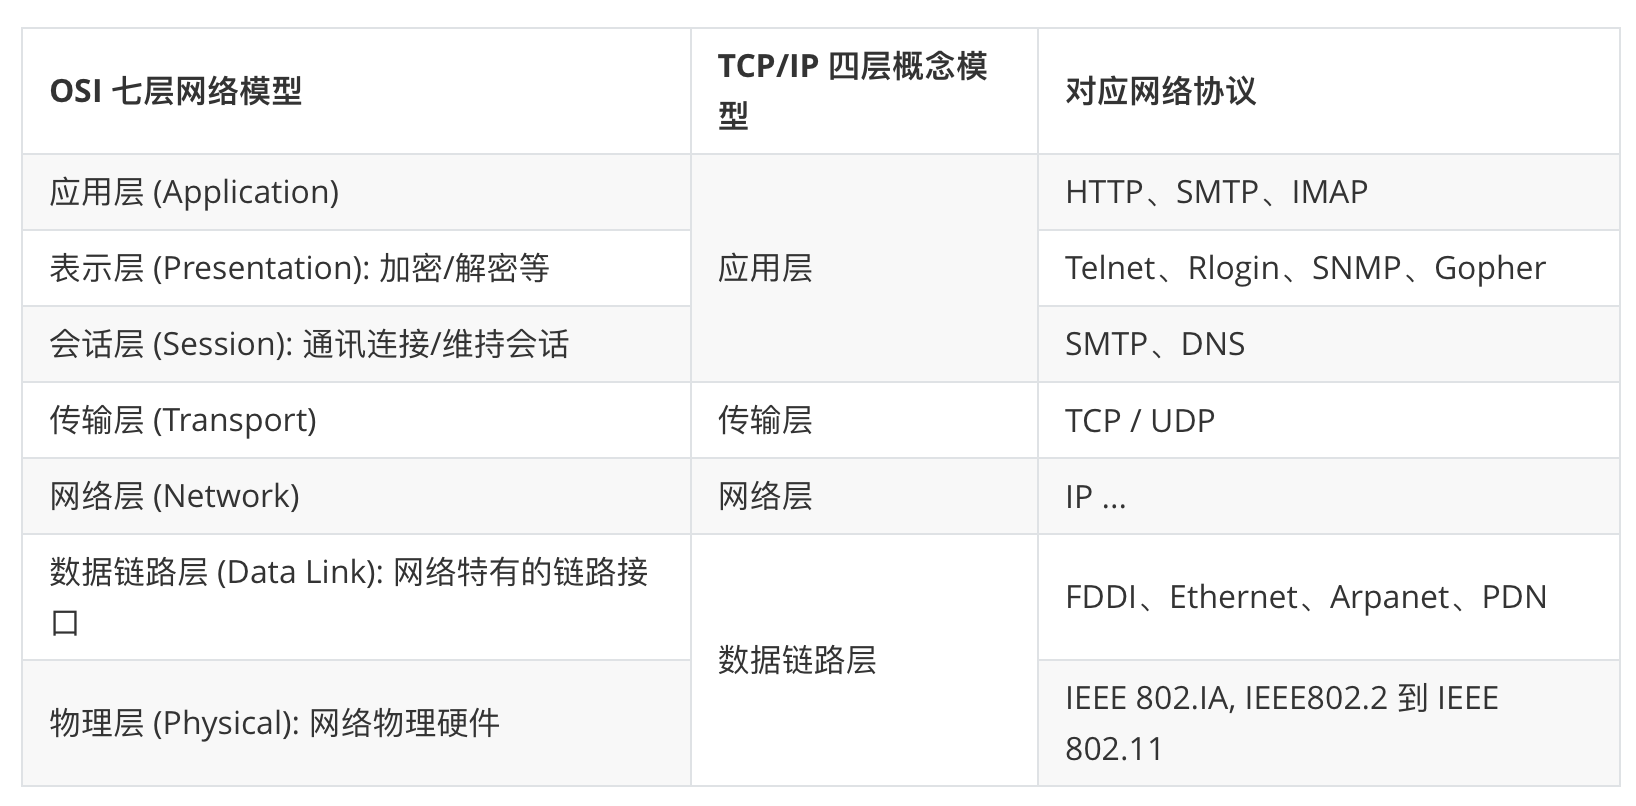 OSI 七层网络模型
TCP/IP 四层概念模
型
对应网络协议
应用层 (Application)
应用层
HTTP、SMTP、IMAP
表示层 (Presentation): 加密/解密等
Telnet、Rlogin、SNMP、Gopher
会话层 (Session): 通讯连接/维持会话
SMTP、DNS
传输层 (Transport)
传输层
TCP / UDP
网络层 (Network)
网络层
IP ...
数据链路层 (Data Link): 网络特有的链路接
口
数据链路层
FDDI、Ethernet、Arpanet、PDN
物理层 (Physical): 网络物理硬件
IEEE 802.IA, IEEE802.2 到 IEEE
802.11